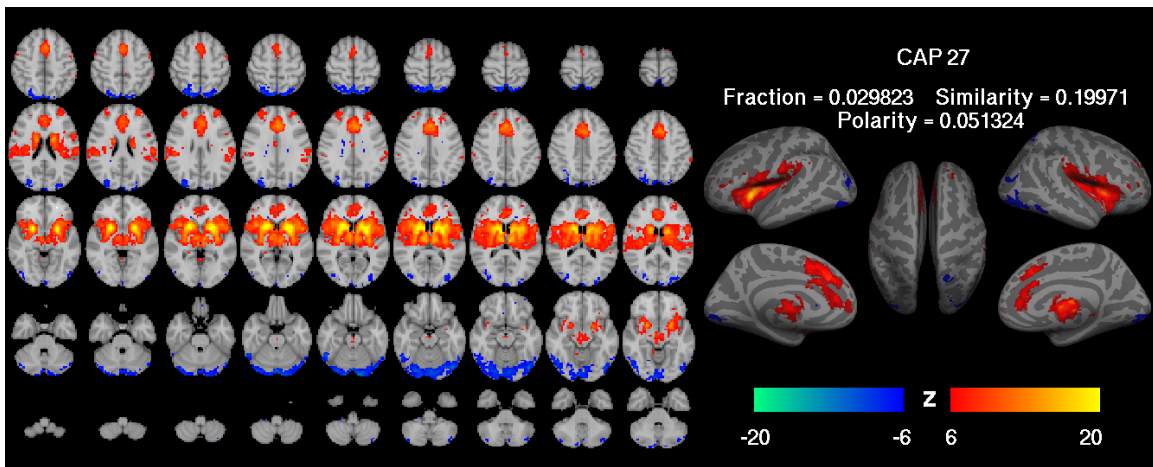 CAP 27
Fraction = 0.029823 Similarity = 0.19971
Polarity = 0.051324
z
-20 -6 6 20